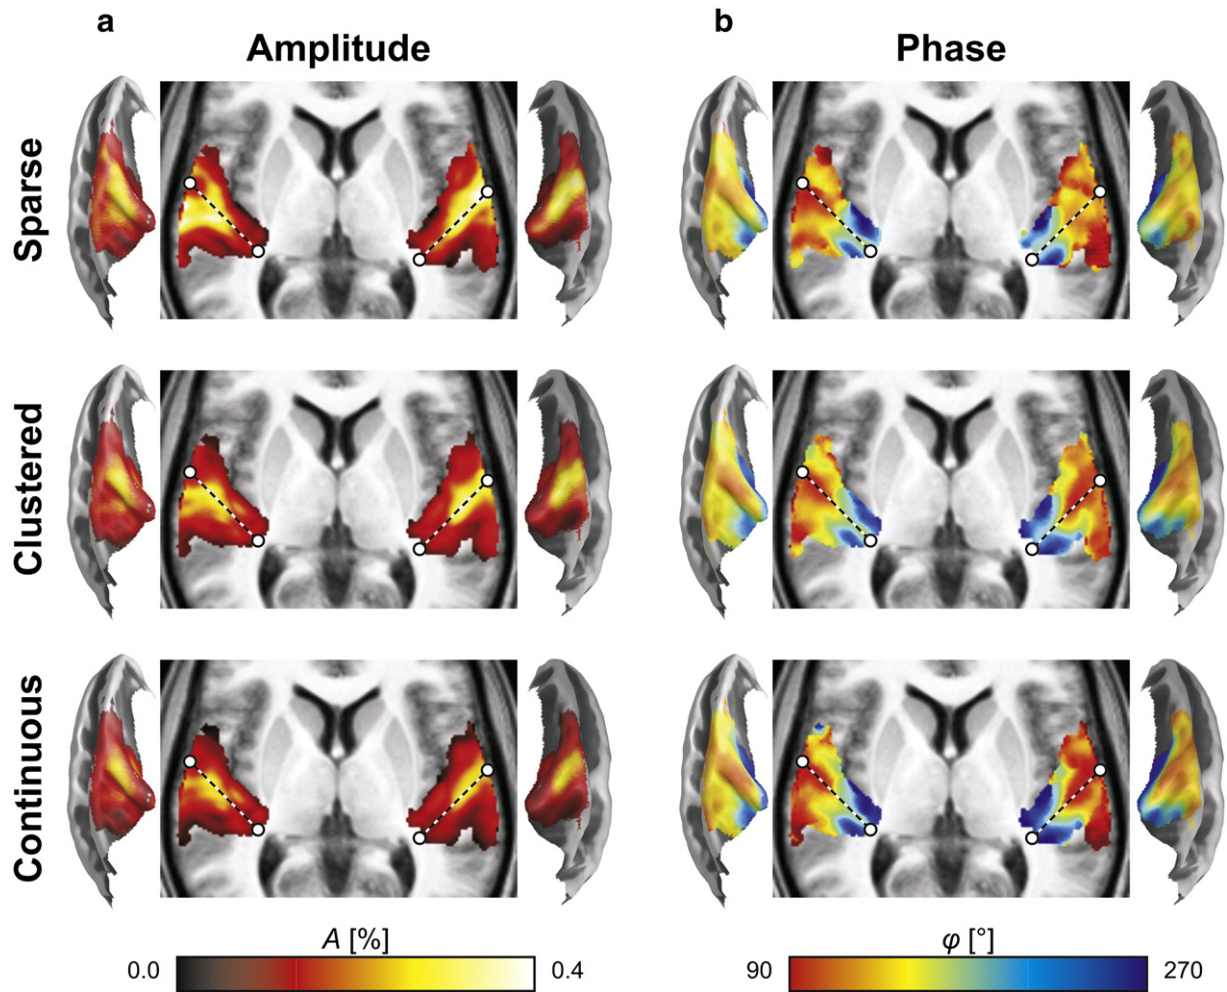 a
b
Amplitude
Phase
Sparse
Clustered
Continuous
A [%]
φ [°]
0.0
0.4
90
270